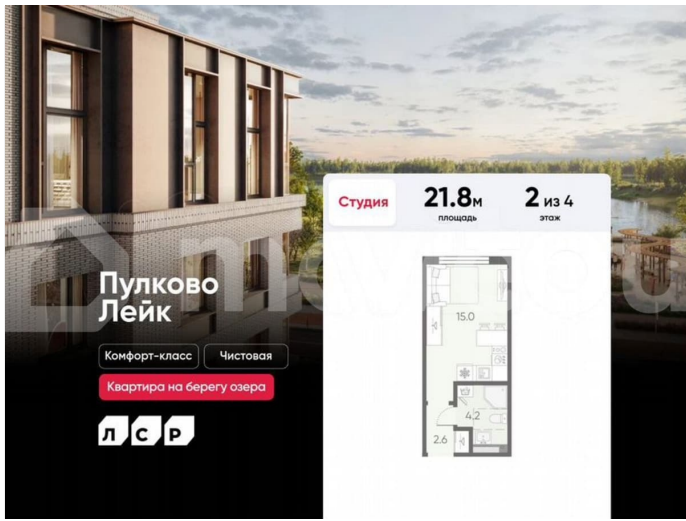 Студия
21.8м
площадь
2 из 4
этаж
Пулково
Лейк
Комфорт-класс
Чистовая
Квартира на берегу озера
ЛСР
15.0
4.2
2.6